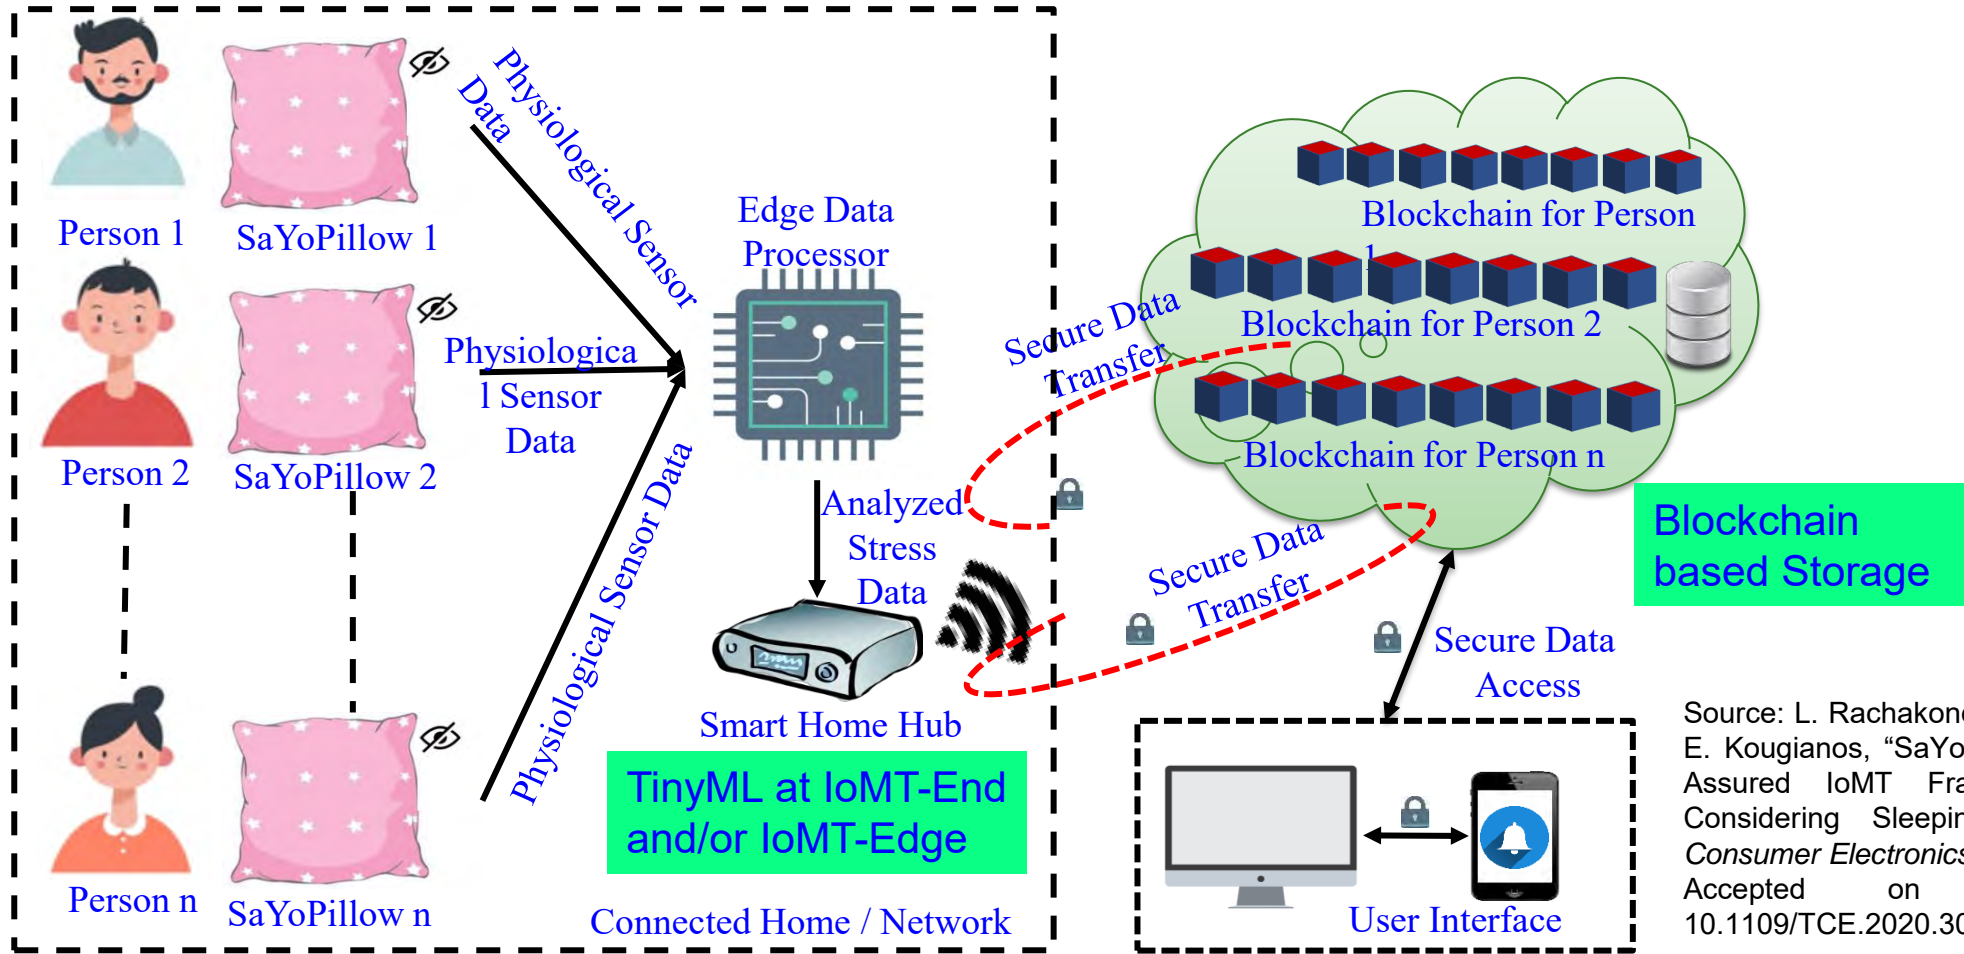 Person 1
SaYoPillow 1
Physiological Sensor
Data
Person 2
SaYoPillow 2
Physiologica
l Sensor
Data
Person n
SaYoPillow n
Physiological Sensor Data
Edge Data
Processor
Analyzed
Stress
Data
Smart Home Hub
TinyML at IoMT-End
and/or IoMT-Edge
Connected Home / Network
Secure Data
Transfer
Secure Data
Transfer
Blockchain for Person
1
Blockchain for Person 2
Blockchain for Person n
Blockchain
based Storage
Secure Data
Access
User Interface
Source: L. Rachakond
E. Kougianos, “SaYo
Assured IoMT Fra
Considering Sleepin
Consumer Electronics
Accepted on
10.1109/TCE.2020.30